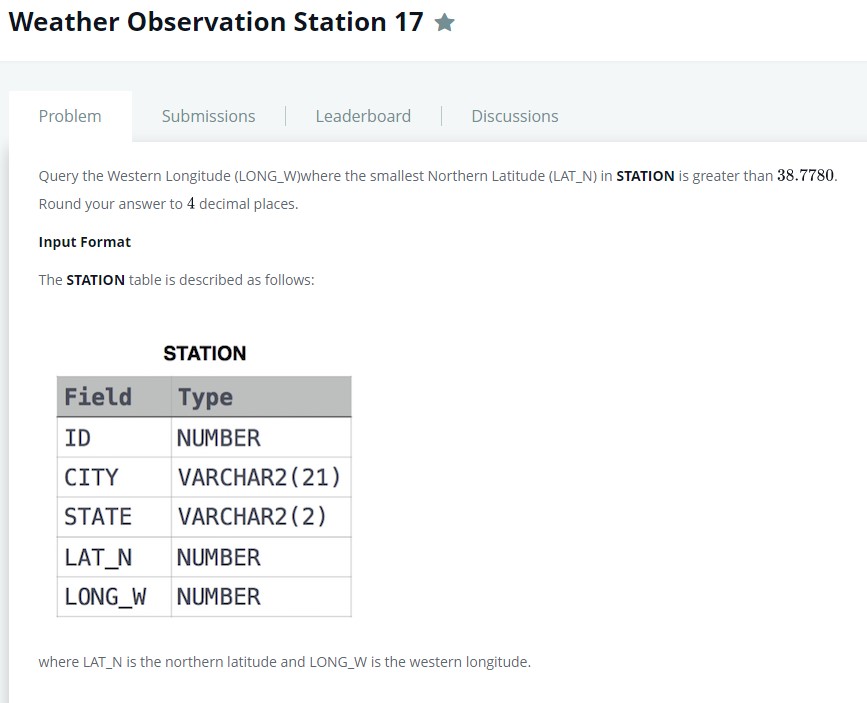 Weather Observation Station 17
Problem
Submissions
Leaderboard
Discussions
Query the Western Longitude (LONG_W)where the smallest Northern Latitude (LAT_N) in STATION is greater than 38.7780.
Round your answer to 4 decimal places.
Input Format
The STATION table is described as follows:
STATION
Field Type
ID NUMBER
CITY VARCHAR2(21)
STATE VARCHAR2(2)
LAT_N NUMBER
LONG_W NUMBER
where LAT_N is the northern latitude and LONG_W is the western longitude.